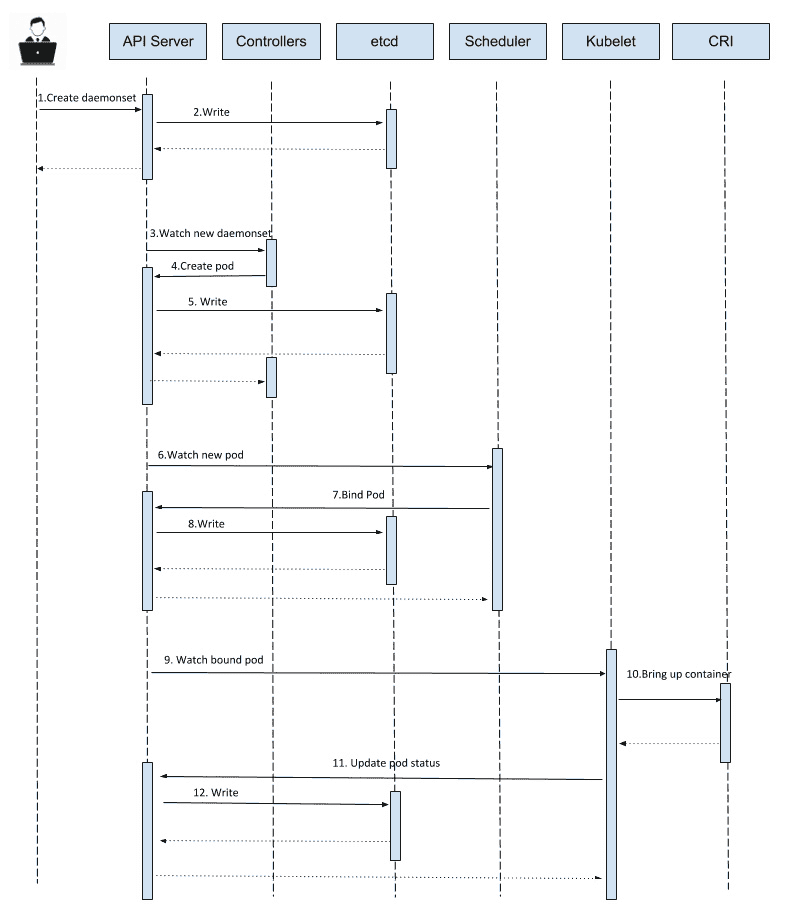 API Server
Controllers
etcd
Scheduler
Kubelet
CRI
1.Create daemonset
2.Write
3.Watch new daemonset
4.Create pod
5. Write
6.Watch new pod
7.Bind Pod
8.Write
9. Watch bound pod
10.Bring up container
11. Update pod status
12. Write